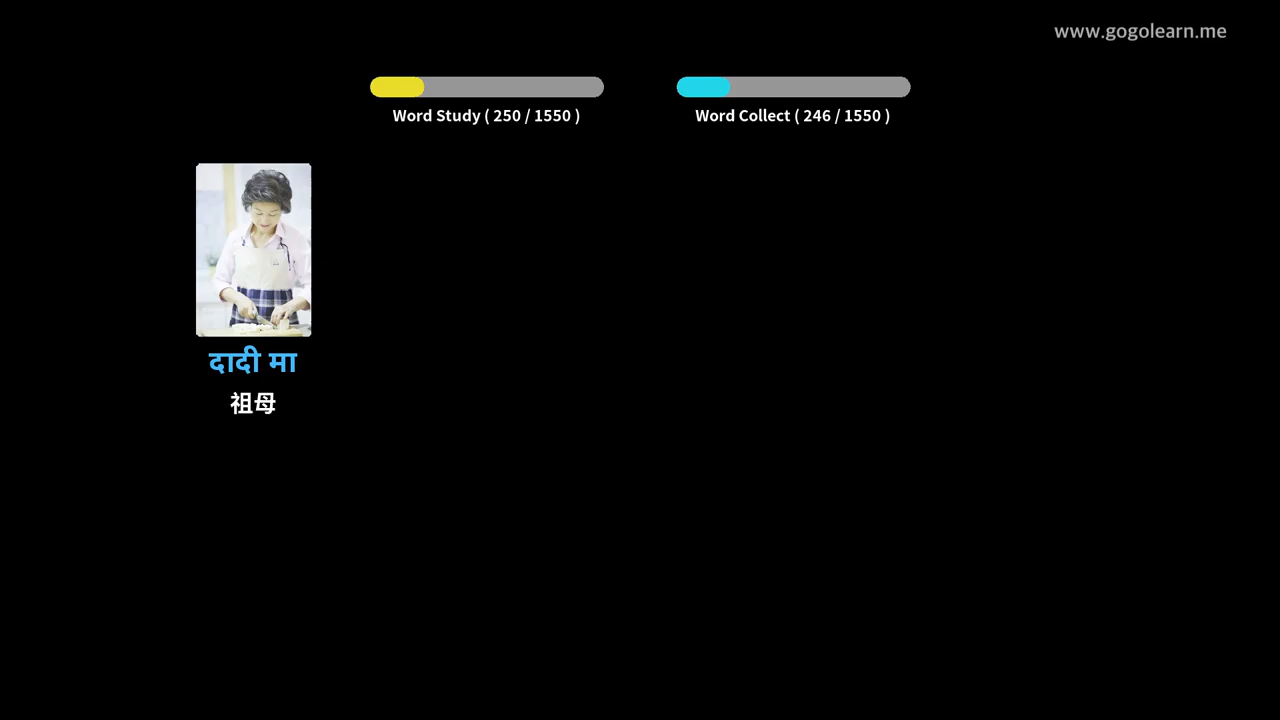 www.gogolearn.me
Word Study ( 250 / 1550 )
Word Collect ( 246 / 1550 )
दादी मा
祖母